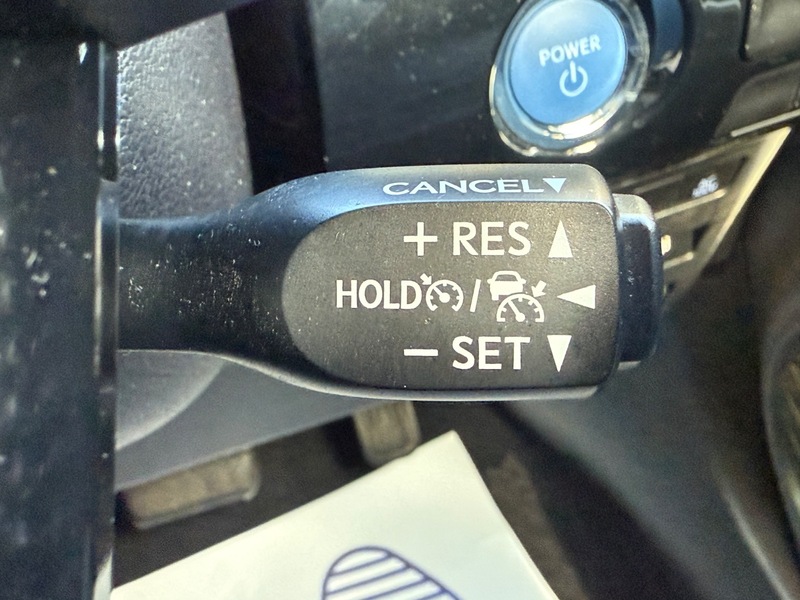 POWER
CANCEL▼
+ RES ▲
HOLD / ◀
− SET ▼